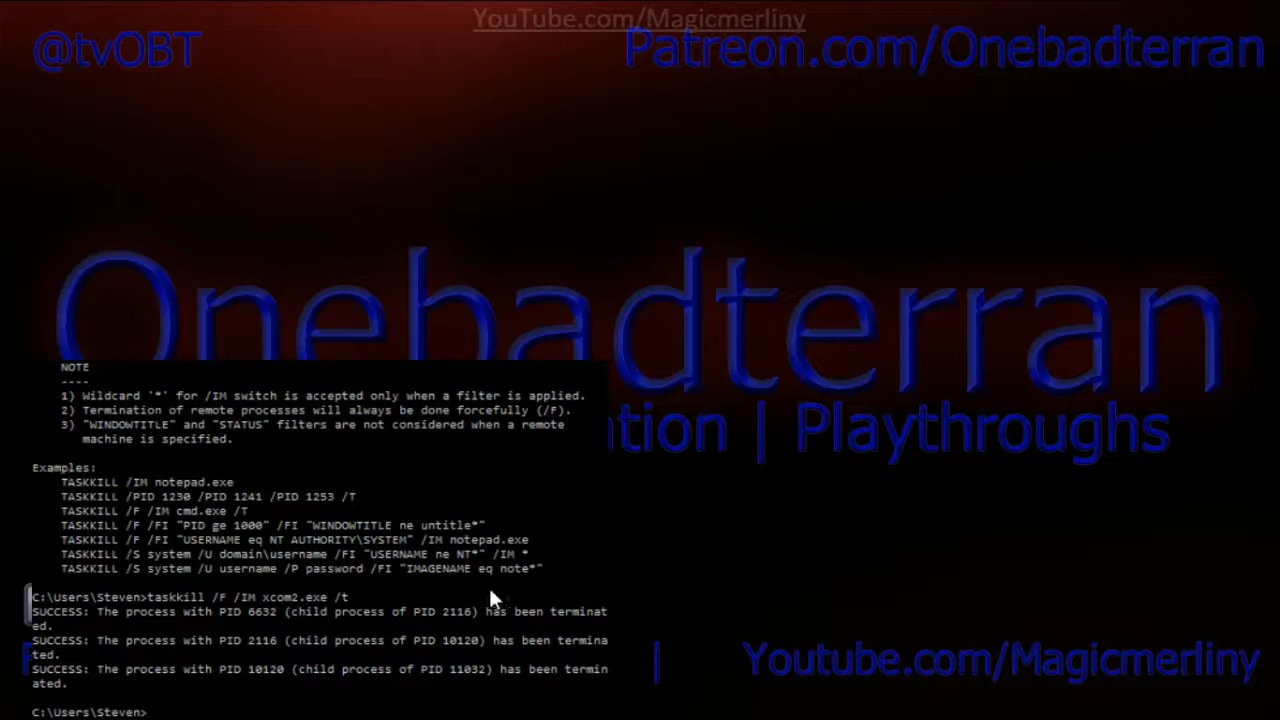 YouTube.com/Magicmerliny
@tvOBT
Patreon.com/Onebadterran
Onebadterran
tion | Playthroughs
NOTE
----
1) Wildcard '*' for /IM switch is accepted only when a filter is applied.
2) Termination of remote processes will always be done forcefully (/F).
3) "WINDOWTITLE" and "STATUS" filters are not considered when a remote
machine is specified.
Examples:
TASKKILL /IM notepad.exe
TASKKILL /PID 1230 /PID 1241 /PID 1253 /T
TASKKILL /F /IM cmd.exe /T
TASKKILL /F /FI "PID ge 1000" /FI "WINDOWTITLE ne untitle*"
TASKKILL /F /FI "USERNAME eq NT AUTHORITY\SYSTEM" /IM notepad.exe
TASKKILL /S system /U domain\username /FI "USERNAME ne NT*" /IM *
TASKKILL /S system /U username /P password /FI "IMAGENAME eq note*"
C:\Users\Steven>taskkill /F /IM xcom2.exe /t
SUCCESS: The process with PID 6632 (child process of PID 2116) has been terminat
ed.
SUCCESS: The process with PID 2116 (child process of PID 10120) has been termina
ted.
SUCCESS: The process with PID 10120 (child process of PID 11032) has been termin
ated.
| Youtube.com/Magicmerliny
C:\Users\Steven>